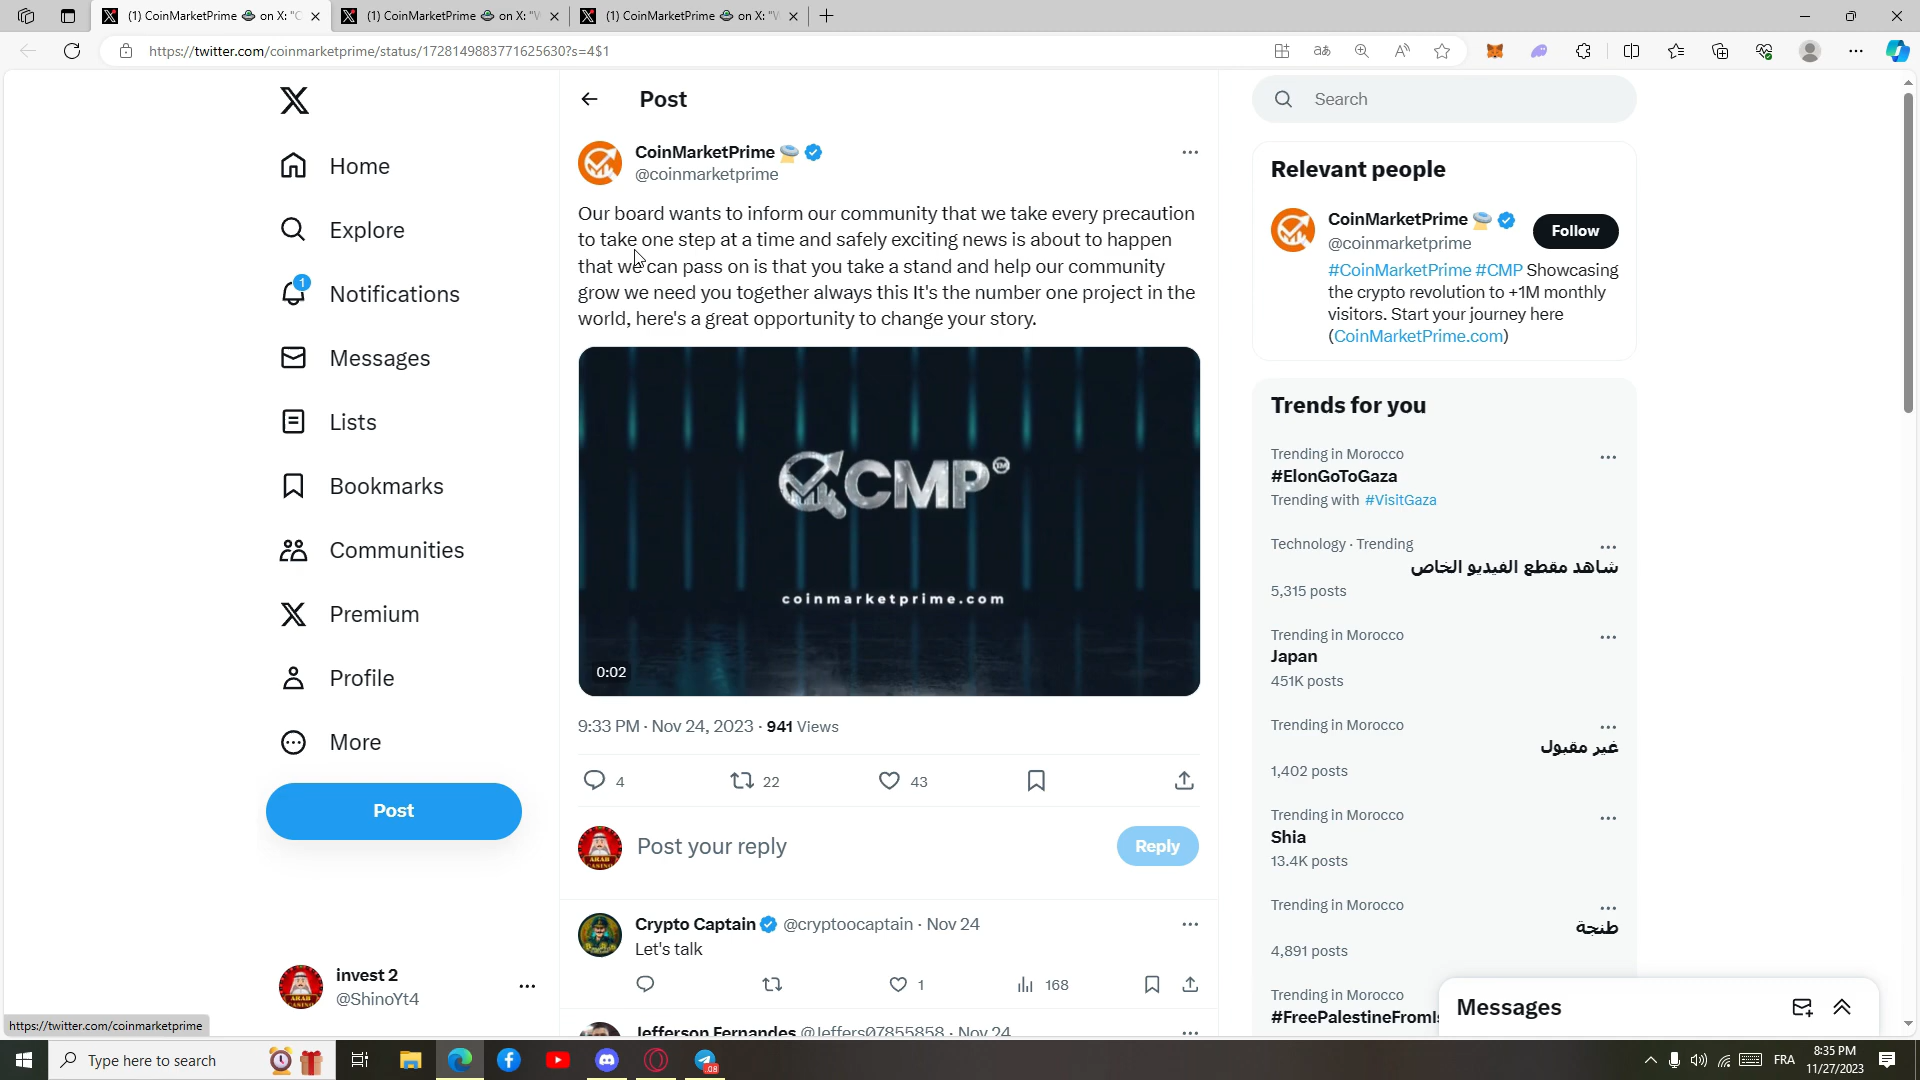 (1) CoinMarketPrime 🛸 on X: "C
(1) CoinMarketPrime 🛸 on X: "W
(1) CoinMarketPrime 🛸 on X: "W
https://twitter.com/coinmarketprime/status/1728149883771625630?s=4$1
Home
Explore
1
Notifications
Messages
Lists
Bookmarks
Communities
Premium
Profile
More
Post
invest 2
@ShinoYt4
https://twitter.com/coinmarketprime
Post
CoinMarketPrime 🛸
@coinmarketprime
Our board wants to inform our community that we take every precaution
to take one step at a time and safely exciting news is about to happen
that we can pass on is that you take a stand and help our community
grow we need you together always this It's the number one project in the
world, here's a great opportunity to change your story.
CMP
coinmarketprime.com
0:02
9:33 PM · Nov 24, 2023 · 941 Views
4 22 43
Post your reply
Reply
Crypto Captain @cryptoocaptain · Nov 24
Let's talk
1 168
Jefferson Fernandes @Jeffers07855858 · Nov 24
Search
Relevant people
CoinMarketPrime 🛸
@coinmarketprime
Follow
#CoinMarketPrime #CMP Showcasing
the crypto revolution to +1M monthly
visitors. Start your journey here
(CoinMarketPrime.com)
Trends for you
Trending in Morocco
#ElonGoToGaza
Trending with #VisitGaza
Technology · Trending
شاهد مقطع الفيديو الخاص
5,315 posts
Trending in Morocco
Japan
451K posts
Trending in Morocco
غير مقبول
1,402 posts
Trending in Morocco
Shia
13.4K posts
Trending in Morocco
طنجة
4,891 posts
Trending in Morocco
#FreePalestineFromIs
Messages
Type here to search
FRA
8:35 PM
11/27/2023